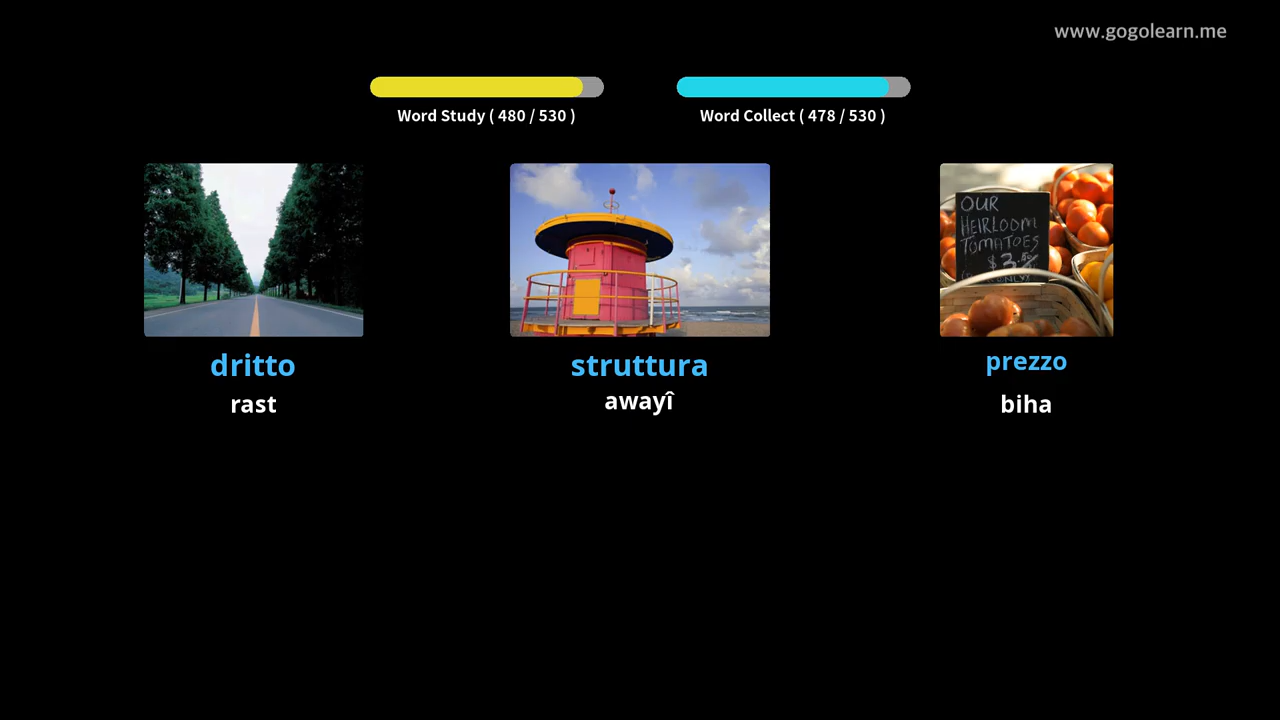 www.gogolearn.me
Word Study ( 480 / 530 )
Word Collect ( 478 / 530 )
OUR
HEIRLOOM
TOMATOES
dritto
struttura
prezzo
rast
awayî
biha